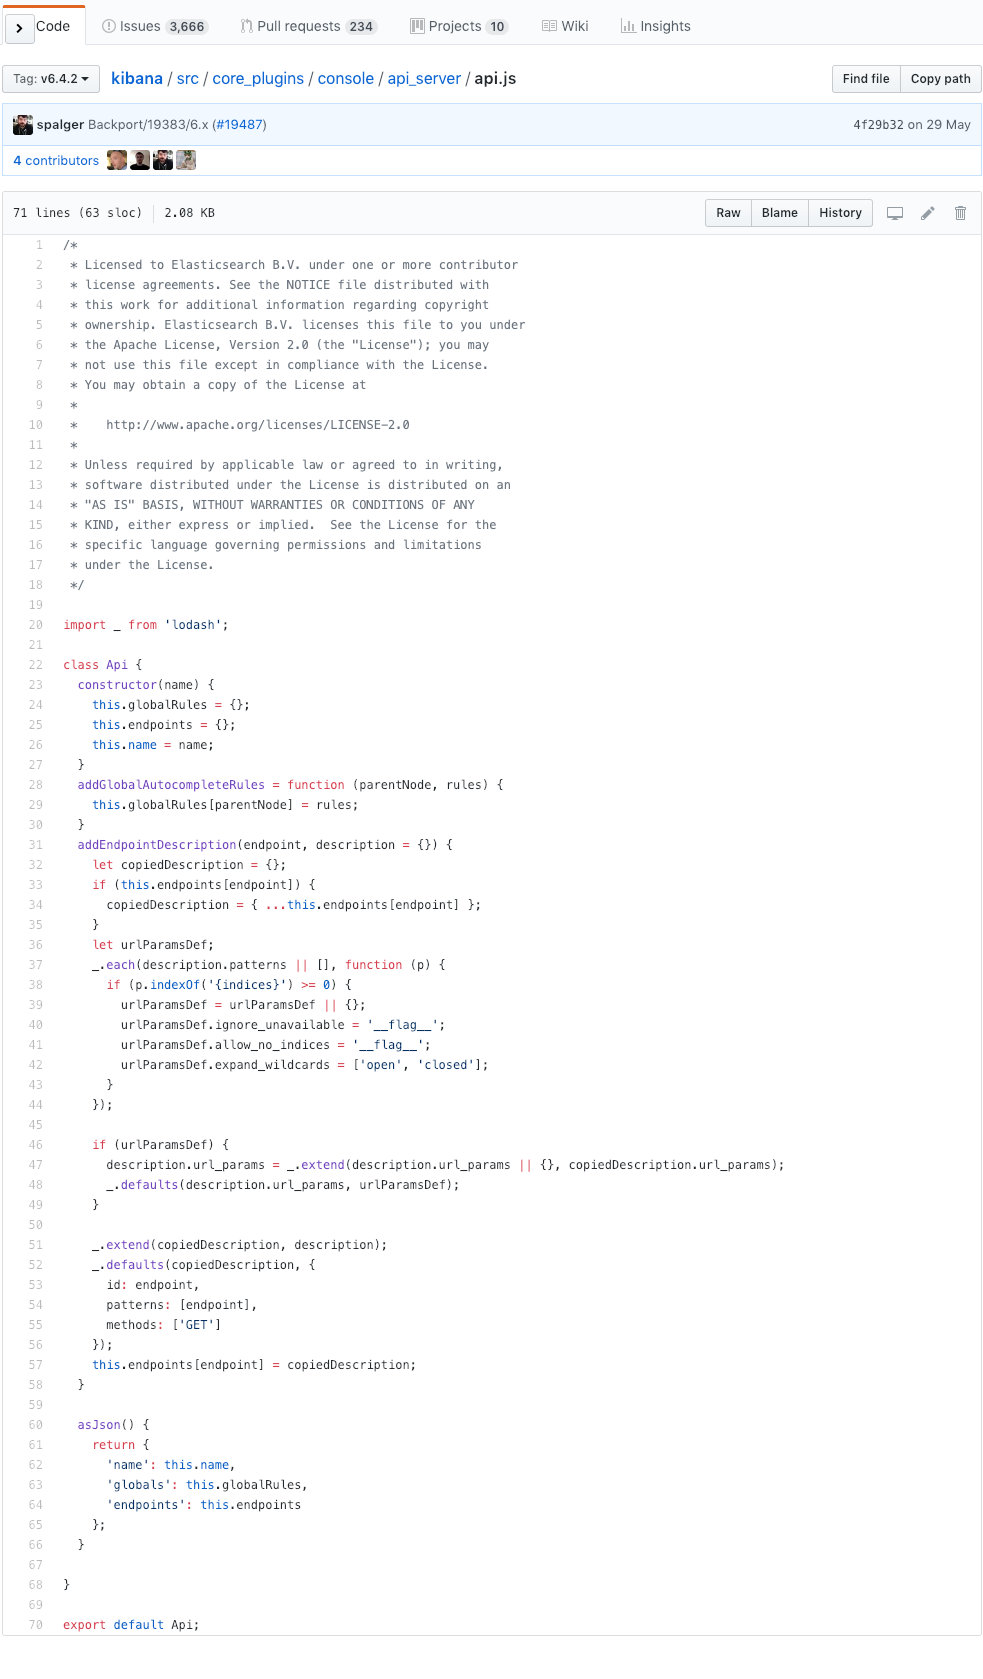 Code Issues 3,666 Pull requests 234 Projects 10 Wiki Insights
Tag: v6.4.2 kibana / src / core_plugins / console / api_server / api.js Find file Copy path
spalger Backport/19383/6.x (#19487) 4f29b32 on 29 May
4 contributors
71 lines (63 sloc) 2.08 KB Raw Blame History
1 /*
2 * Licensed to Elasticsearch B.V. under one or more contributor
3 * license agreements. See the NOTICE file distributed with
4 * this work for additional information regarding copyright
5 * ownership. Elasticsearch B.V. licenses this file to you under
6 * the Apache License, Version 2.0 (the "License"); you may
7 * not use this file except in compliance with the License.
8 * You may obtain a copy of the License at
9 *
10 *    http://www.apache.org/licenses/LICENSE-2.0
11 *
12 * Unless required by applicable law or agreed to in writing,
13 * software distributed under the License is distributed on an
14 * "AS IS" BASIS, WITHOUT WARRANTIES OR CONDITIONS OF ANY
15 * KIND, either express or implied.  See the License for the
16 * specific language governing permissions and limitations
17 * under the License.
18 */
19
20 import _ from 'lodash';
21
22 class Api {
23   constructor(name) {
24     this.globalRules = {};
25     this.endpoints = {};
26     this.name = name;
27   }
28   addGlobalAutocompleteRules = function (parentNode, rules) {
29     this.globalRules[parentNode] = rules;
30   }
31   addEndpointDescription(endpoint, description = {}) {
32     let copiedDescription = {};
33     if (this.endpoints[endpoint]) {
34       copiedDescription = { ...this.endpoints[endpoint] };
35     }
36     let urlParamsDef;
37     _.each(description.patterns || [], function (p) {
38       if (p.indexOf('{indices}') >= 0) {
39         urlParamsDef = urlParamsDef || {};
40         urlParamsDef.ignore_unavailable = '__flag__';
41         urlParamsDef.allow_no_indices = '__flag__';
42         urlParamsDef.expand_wildcards = ['open', 'closed'];
43       }
44     });
45
46     if (urlParamsDef) {
47       description.url_params = _.extend(description.url_params || {}, copiedDescription.url_params);
48       _.defaults(description.url_params, urlParamsDef);
49     }
50
51     _.extend(copiedDescription, description);
52     _.defaults(copiedDescription, {
53       id: endpoint,
54       patterns: [endpoint],
55       methods: ['GET']
56     });
57     this.endpoints[endpoint] = copiedDescription;
58   }
59
60   asJson() {
61     return {
62       'name': this.name,
63       'globals': this.globalRules,
64       'endpoints': this.endpoints
65     };
66   }
67
68 }
69
70 export default Api;